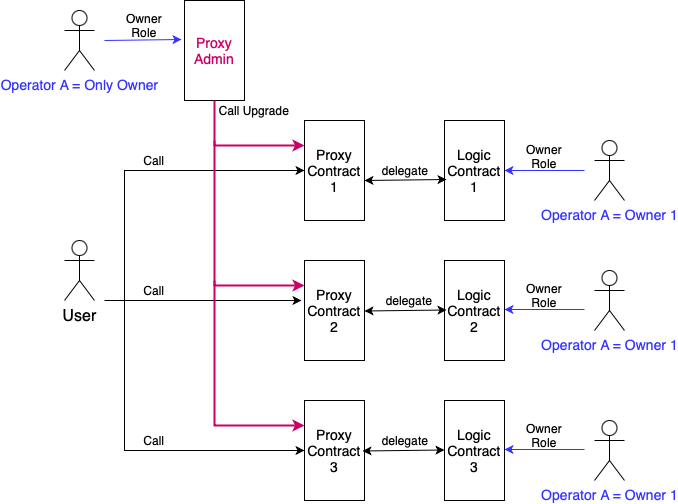 Owner
Role
Proxy
Admin
Operator A = Only Owner
Call Upgrade
Call
Proxy
Contract
1
delegate
Logic
Contract
1
Owner
Role
Operator A = Owner 1
User
Call
Proxy
Contract
2
delegate
Logic
Contract
2
Owner
Role
Operator A = Owner 1
Call
Proxy
Contract
3
delegate
Logic
Contract
3
Owner
Role
Operator A = Owner 1